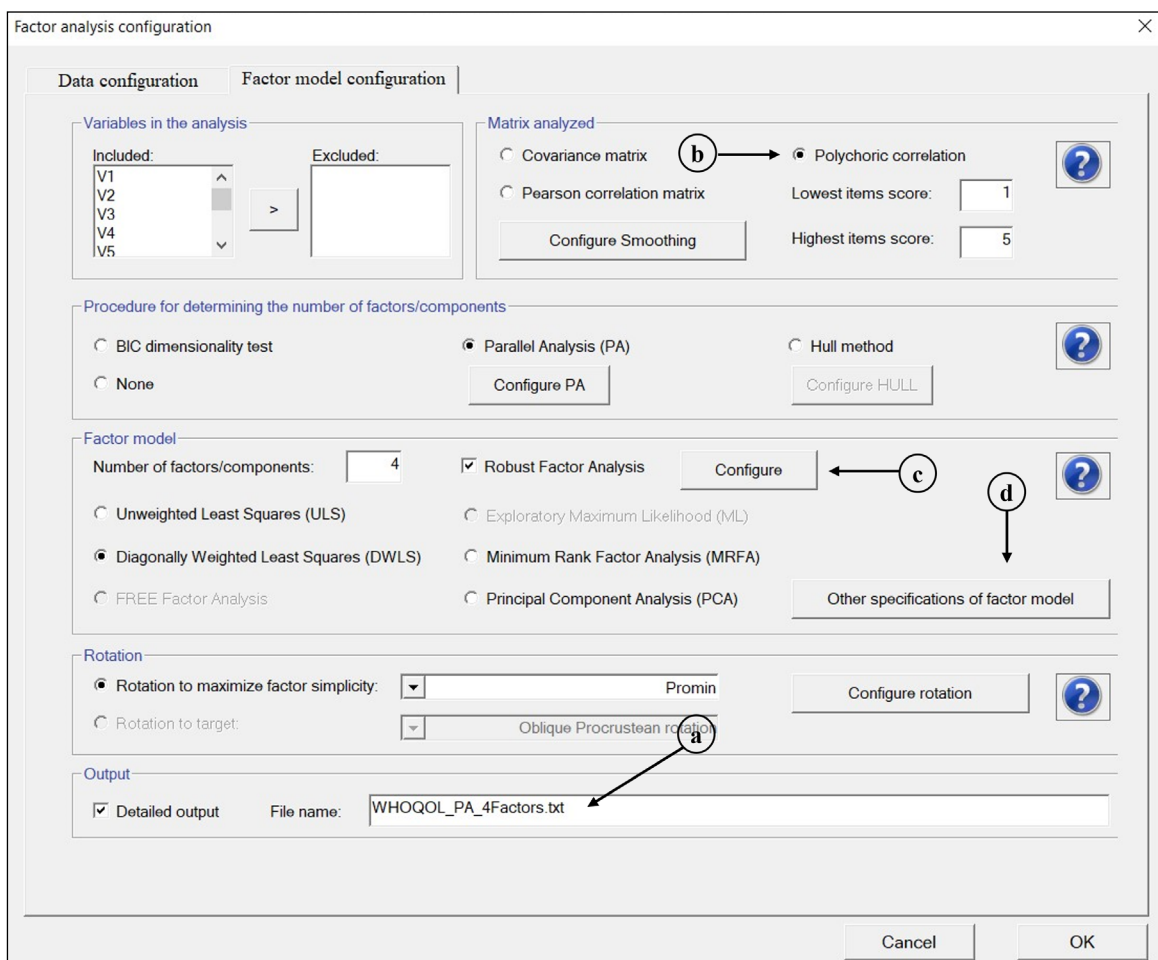 Factor analysis configuration
Data configuration
Factor model configuration
Variables in the analysis
Included:
Excluded:
V1
V2
V3
V4
V5
>
Matrix analyzed
Covariance matrix
b
Polychoric correlation
?
Pearson correlation matrix
Lowest items score:
1
Configure Smoothing
Highest items score:
5
Procedure for determining the number of factors/components
BIC dimensionality test
Parallel Analysis (PA)
Hull method
?
None
Configure PA
Configure HULL
Factor model
Number of factors/components:
4
Robust Factor Analysis
Configure
c
?
d
Unweighted Least Squares (ULS)
Exploratory Maximum Likelihood (ML)
Diagonally Weighted Least Squares (DWLS)
Minimum Rank Factor Analysis (MRFA)
FREE Factor Analysis
Principal Component Analysis (PCA)
Other specifications of factor model
Rotation
Rotation to maximize factor simplicity:
Promin
Configure rotation
?
Rotation to target:
Oblique Procrustean rotation
a
Output
Detailed output
File name:
WHOQOL_PA_4Factors.txt
Cancel
OK